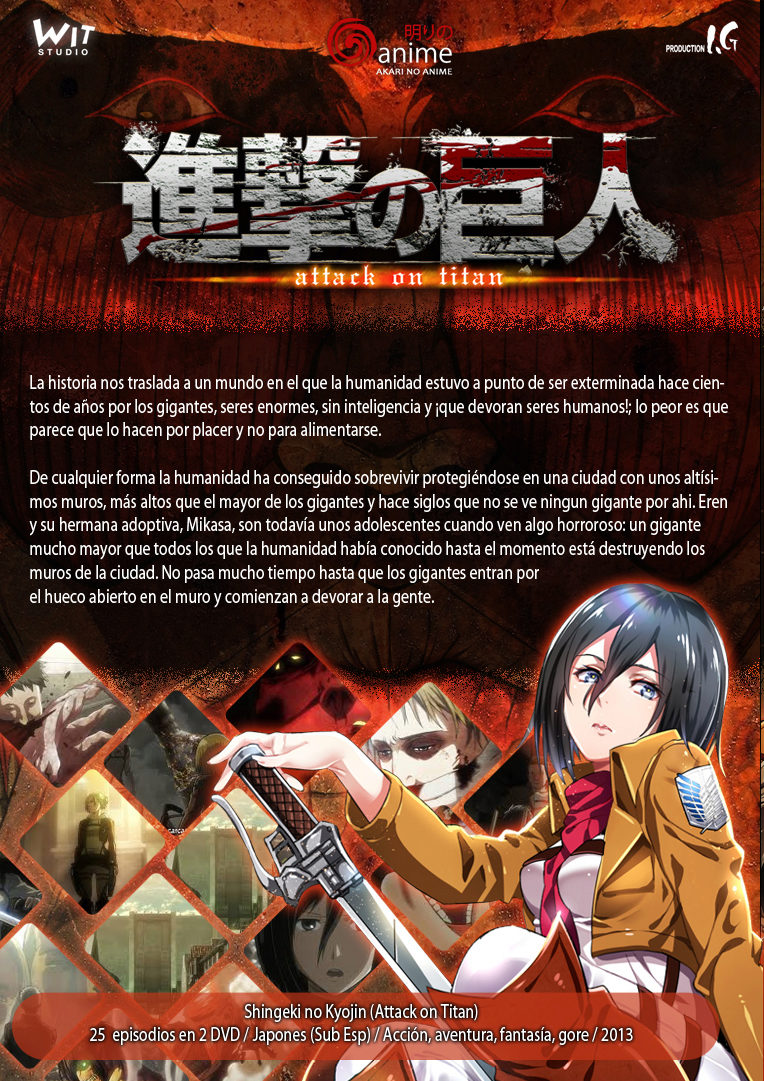 WIT
STUDIO
明りの
anime
AKARI NO ANIME
PRODUCTION I.G
進撃の巨人
attack on titan
La historia nos traslada a un mundo en el que la humanidad estuvo a punto de ser exterminada hace cien-
tos de años por los gigantes, seres enormes, sin inteligencia y ¡que devoran seres humanos!; lo peor es que
parece que lo hacen por placer y no para alimentarse.
De cualquier forma la humanidad ha conseguido sobrevivir protegiéndose en una ciudad con unos altísi-
mos muros, más altos que el mayor de los gigantes y hace siglos que no se ve ningun gigante por ahi. Eren
y su hermana adoptiva, Mikasa, son todavía unos adolescentes cuando ven algo horroroso: un gigante
mucho mayor que todos los que la humanidad había conocido hasta el momento está destruyendo los
muros de la ciudad. No pasa mucho tiempo hasta que los gigantes entran por
el hueco abierto en el muro y comienzan a devorar a la gente.
Shingeki no Kyojin (Attack on Titan)
25 episodios en 2 DVD / Japones (Sub Esp) / Acción, aventura, fantasía, gore / 2013